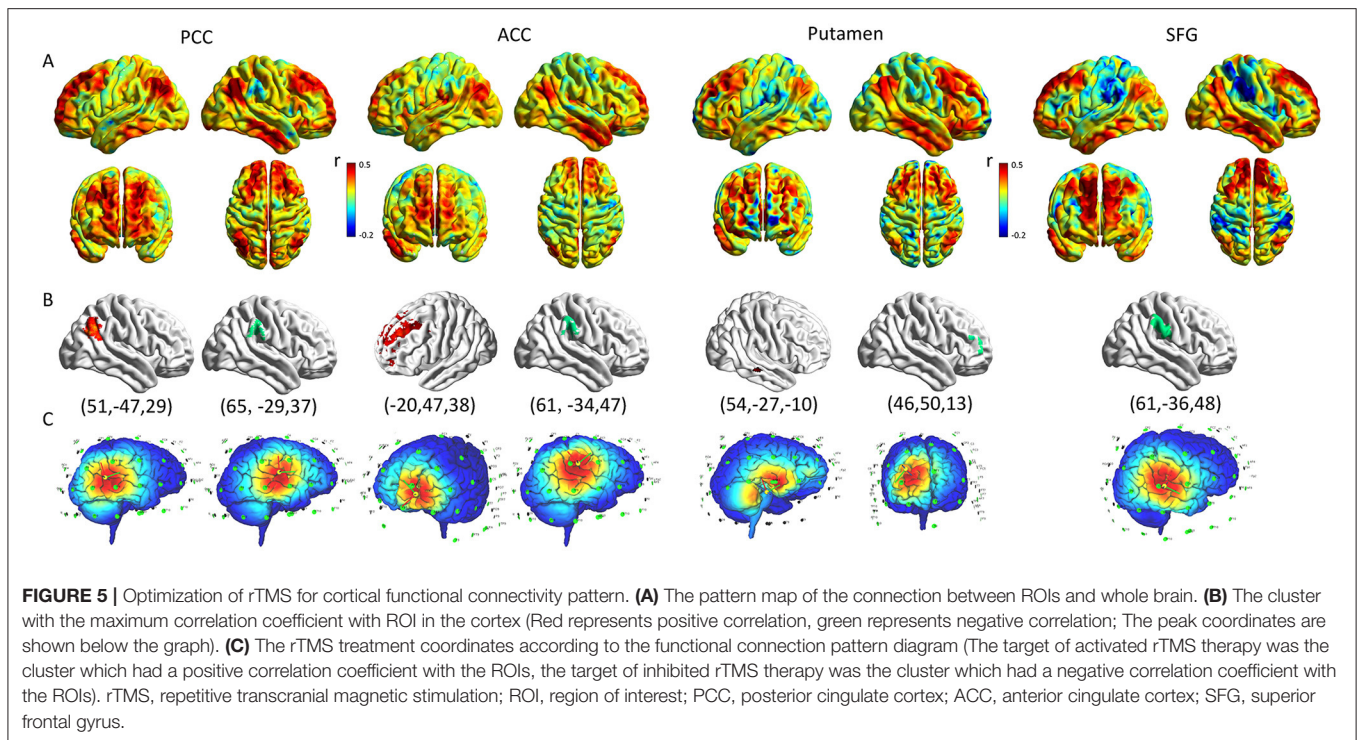 PCC ACC Putamen SFG
A
r 0.5 r 0.5
-0.2 -0.2
B
(51,-47,29) (65, -29,37) (-20,47,38) (61, -34,47) (54,-27,-10) (46,50,13) (61,-36,48)
C
FIGURE 5 | Optimization of rTMS for cortical functional connectivity pattern. (A) The pattern map of the connection between ROIs and whole brain. (B) The cluster
with the maximum correlation coefficient with ROI in the cortex (Red represents positive correlation, green represents negative correlation; The peak coordinates are
shown below the graph). (C) The rTMS treatment coordinates according to the functional connection pattern diagram (The target of activated rTMS therapy was the
cluster which had a positive correlation coefficient with the ROIs, the target of inhibited rTMS therapy was the cluster which had a negative correlation coefficient with
the ROIs). rTMS, repetitive transcranial magnetic stimulation; ROI, region of interest; PCC, posterior cingulate cortex; ACC, anterior cingulate cortex; SFG, superior
frontal gyrus.